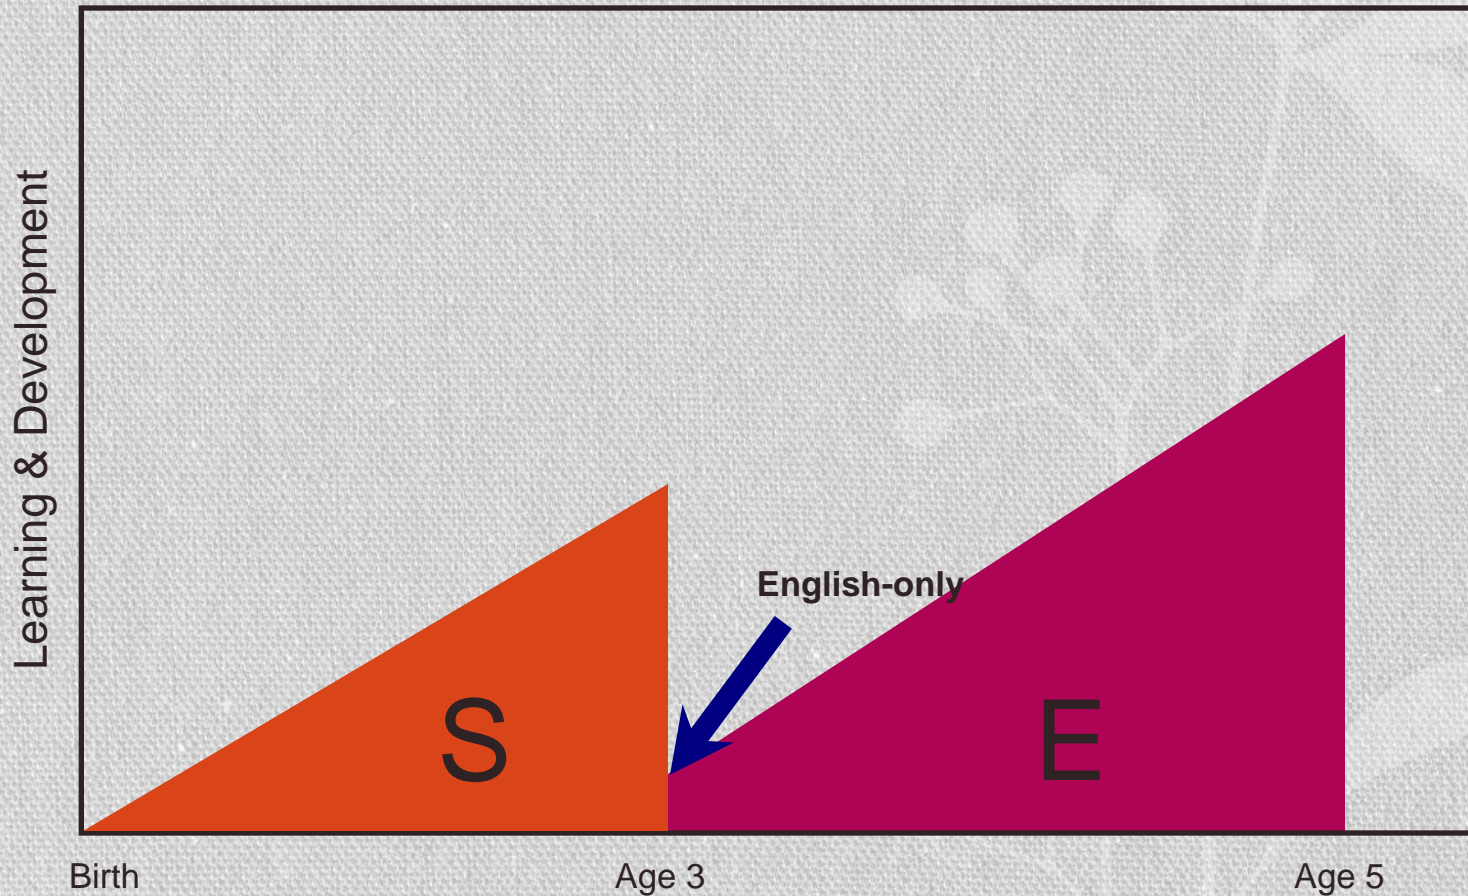 Learning & Development
English-only
S
E
Birth
Age 3
Age 5